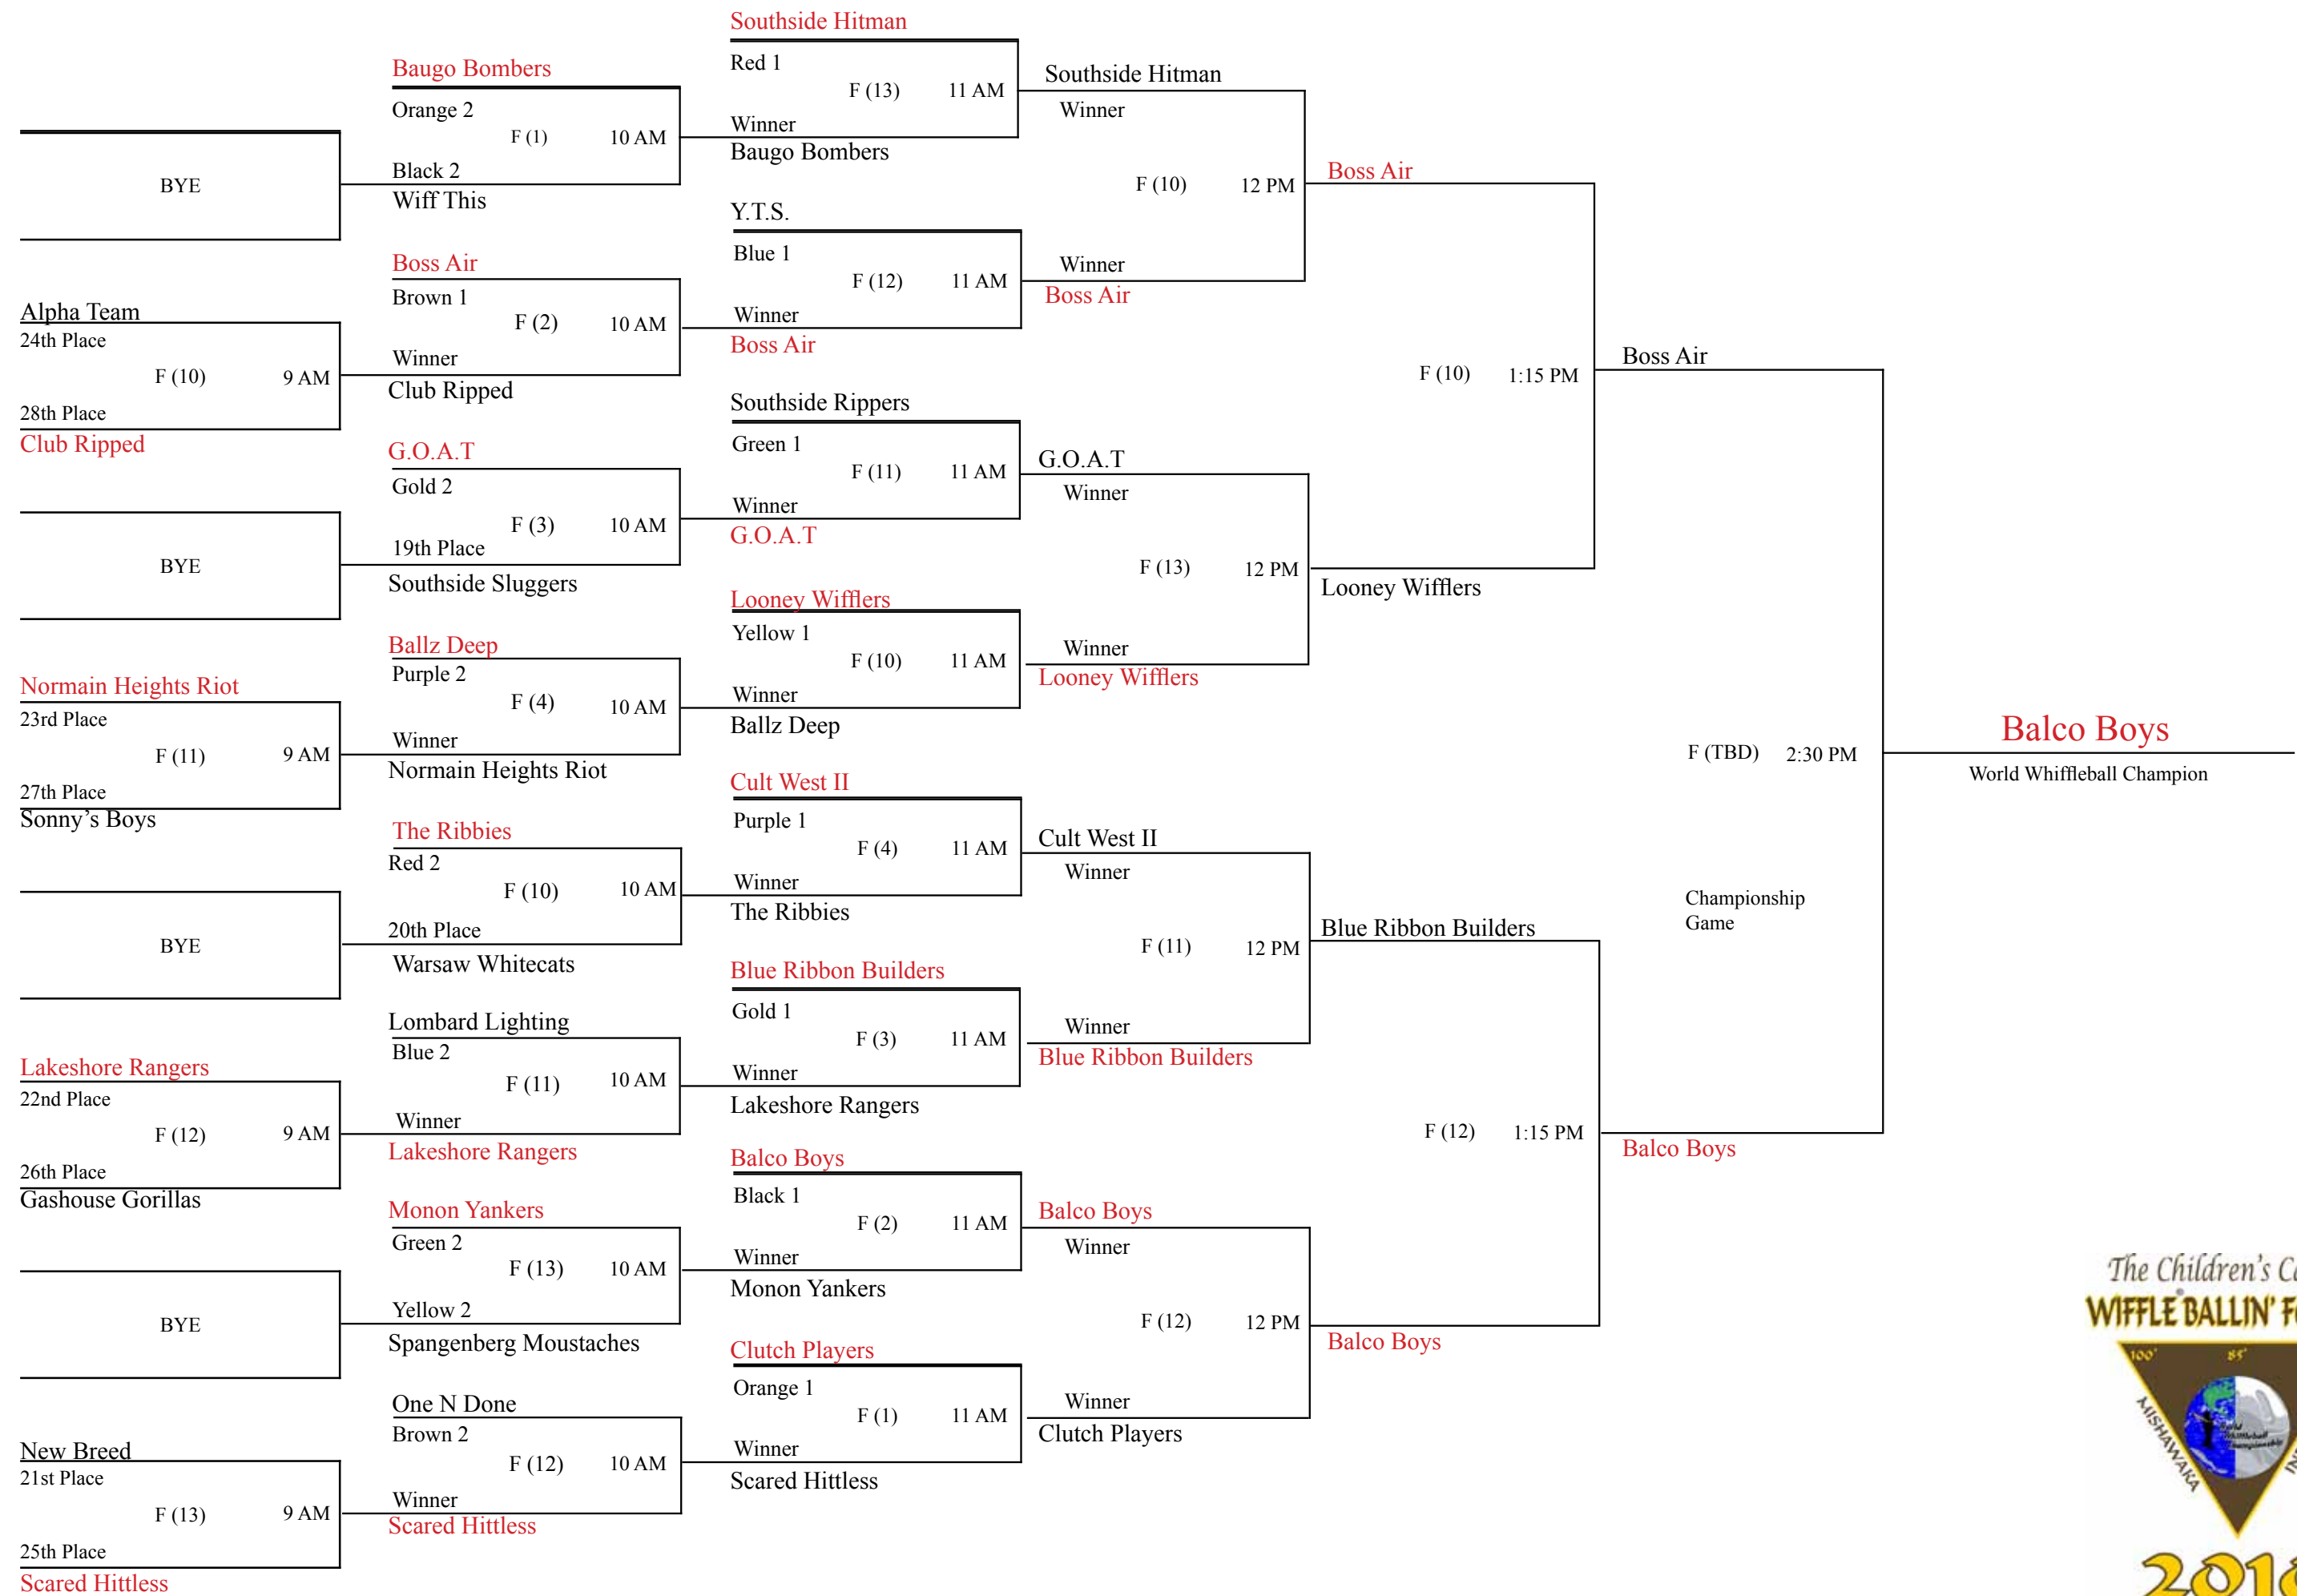 BYE
Alpha Team
24th Place
F (10) 9 AM
28th Place
Club Ripped
BYE
Normain Heights Riot
23rd Place
F (11) 9 AM
27th Place
Sonny's Boys
BYE
Lakeshore Rangers
22nd Place
F (12) 9 AM
26th Place
Gashouse Gorillas
BYE
New Breed
21st Place
F (13) 9 AM
25th Place
Scared Hittless
Baugo Bombers
Orange 2
F (1) 10 AM
Black 2
Wiff This
Boss Air
Brown 1
F (2) 10 AM
Winner
Club Ripped
G.O.A.T
Gold 2
F (3) 10 AM
19th Place
Southside Sluggers
Ballz Deep
Purple 2
F (4) 10 AM
Winner
Normain Heights Riot
The Ribbies
Red 2
F (10) 10 AM
20th Place
Warsaw Whitecats
Lombard Lighting
Blue 2
F (11) 10 AM
Winner
Lakeshore Rangers
Monon Yankers
Green 2
F (13) 10 AM
Yellow 2
Spangenberg Moustaches
One N Done
Brown 2
F (12) 10 AM
Winner
Scared Hittless
Southside Hitman
Red 1
F (13) 11 AM
Winner
Baugo Bombers
Y.T.S.
Blue 1
F (12) 11 AM
Winner
Boss Air
Southside Rippers
Green 1
F (11) 11 AM
Winner
G.O.A.T
Looney Wifflers
Yellow 1
F (10) 11 AM
Winner
Ballz Deep
Cult West II
Purple 1
F (4) 11 AM
Winner
The Ribbies
Blue Ribbon Builders
Gold 1
F (3) 11 AM
Winner
Lakeshore Rangers
Balco Boys
Black 1
F (2) 11 AM
Winner
Monon Yankers
Clutch Players
Orange 1
F (1) 11 AM
Winner
Scared Hittless
Southside Hitman
Winner
F (10) 12 PM
Winner
Boss Air
G.O.A.T
Winner
F (13) 12 PM
Winner
Looney Wifflers
Cult West II
Winner
F (11) 12 PM
Winner
Blue Ribbon Builders
Balco Boys
Winner
F (12) 12 PM
Winner
Clutch Players
Boss Air
F (10) 1:15 PM
Looney Wifflers
Blue Ribbon Builders
F (12) 1:15 PM
Balco Boys
Boss Air
F (TBD) 2:30 PM
Championship
Game
Balco Boys
Balco Boys
World Whiffleball Champion
The Children's
WIFFLE BALLIN'
100' 85'
MISHAWAKA
World
Whiffleball
Championship